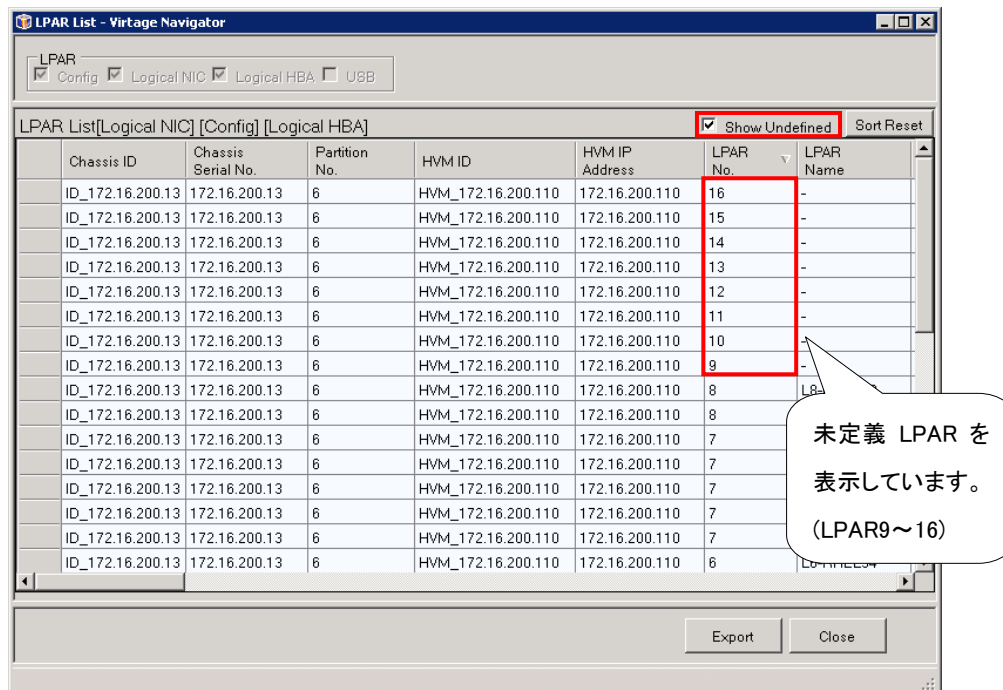 LPAR List - Virtage Navigator
LPAR
Config Logical NIC Logical HBA USB
LPAR List[Logical NIC] [Config] [Logical HBA] Show Undefined Sort Reset
Chassis ID Chassis Serial No. Partition No. HVM ID HVM IP Address LPAR No. LPAR Name
ID_172.16.200.13 172.16.200.13 6 HVM_172.16.200.110 172.16.200.110 16 -
ID_172.16.200.13 172.16.200.13 6 HVM_172.16.200.110 172.16.200.110 15 -
ID_172.16.200.13 172.16.200.13 6 HVM_172.16.200.110 172.16.200.110 14 -
ID_172.16.200.13 172.16.200.13 6 HVM_172.16.200.110 172.16.200.110 13 -
ID_172.16.200.13 172.16.200.13 6 HVM_172.16.200.110 172.16.200.110 12 -
ID_172.16.200.13 172.16.200.13 6 HVM_172.16.200.110 172.16.200.110 11 -
ID_172.16.200.13 172.16.200.13 6 HVM_172.16.200.110 172.16.200.110 10 -
ID_172.16.200.13 172.16.200.13 6 HVM_172.16.200.110 172.16.200.110 9 -
ID_172.16.200.13 172.16.200.13 6 HVM_172.16.200.110 172.16.200.110 8
ID_172.16.200.13 172.16.200.13 6 HVM_172.16.200.110 172.16.200.110 8
ID_172.16.200.13 172.16.200.13 6 HVM_172.16.200.110 172.16.200.110 7
ID_172.16.200.13 172.16.200.13 6 HVM_172.16.200.110 172.16.200.110 7
ID_172.16.200.13 172.16.200.13 6 HVM_172.16.200.110 172.16.200.110 7
ID_172.16.200.13 172.16.200.13 6 HVM_172.16.200.110 172.16.200.110 7
ID_172.16.200.13 172.16.200.13 6 HVM_172.16.200.110 172.16.200.110 7
ID_172.16.200.13 172.16.200.13 6 HVM_172.16.200.110 172.16.200.110 6
未定義 LPAR を
表示しています。
(LPAR9～16)
Export Close